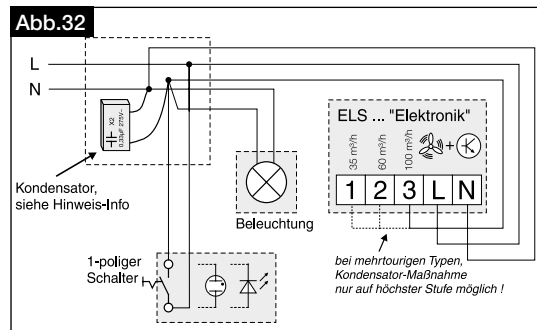 Abb.32
L
N
X2
0,33µF 275V~
Kondensator,
siehe Hinweis-Info
Beleuchtung
1-poliger
Schalter
ELS ... "Elektronik"
35 m³/h
60 m³/h
100 m³/h
+
1 2 3 L N
bei mehrtourigen Typen,
Kondensator-Maßnahme
nur auf höchster Stufe möglich !